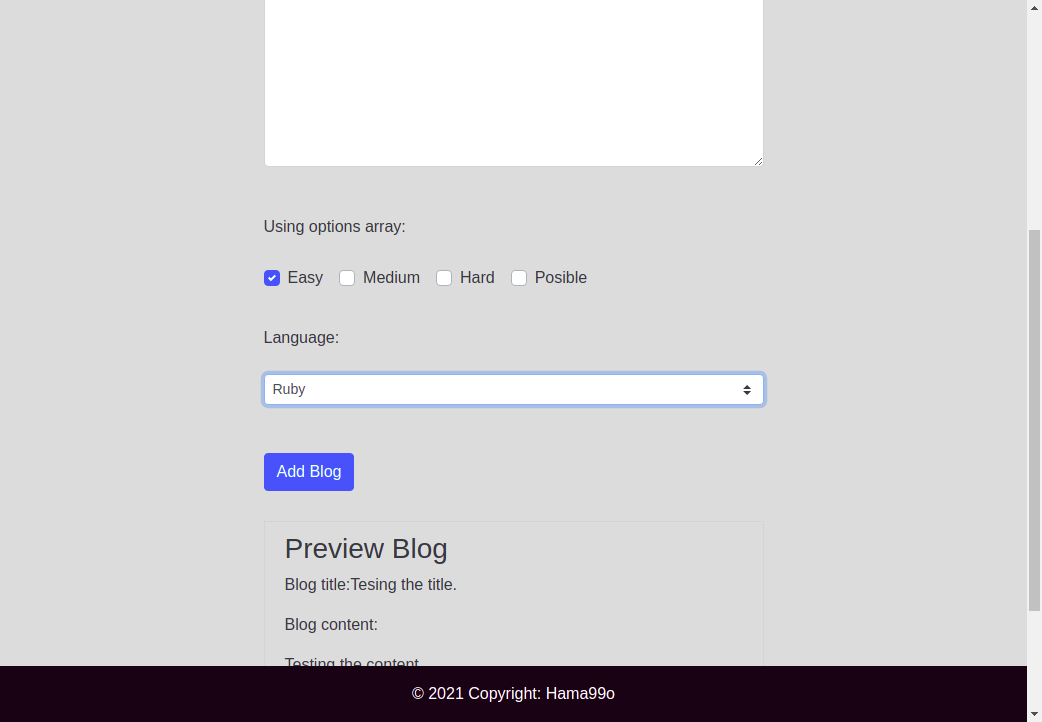 Using options array:
Easy Medium Hard Posible
Language:
Ruby
Add Blog
Preview Blog
Blog title:Tesing the title.
Blog content:
Testing the content
© 2021 Copyright: Hama99o